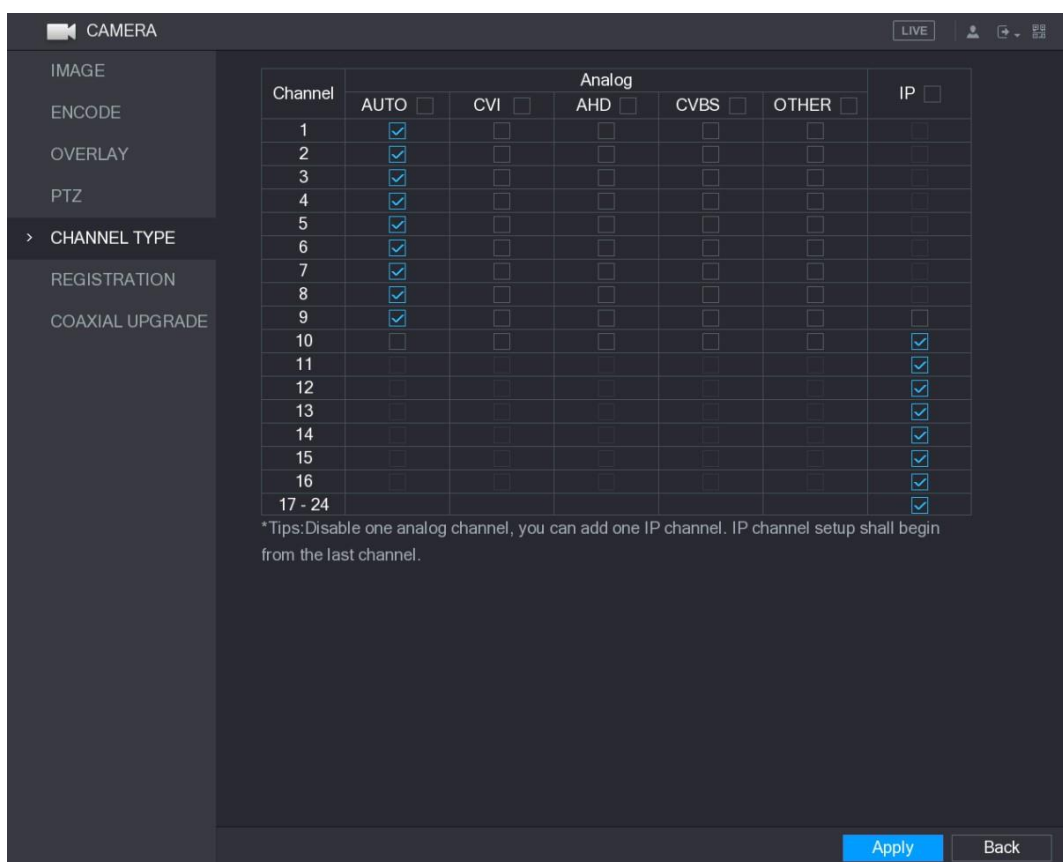 CAMERA
LIVE
IMAGE
ENCODE
OVERLAY
PTZ
> CHANNEL TYPE
REGISTRATION
COAXIAL UPGRADE
Channel
Analog
IP
AUTO CVI AHD CVBS OTHER
1
2
3
4
5
6
7
8
9
10
11
12
13
14
15
16
17 - 24
*Tips:Disable one analog channel, you can add one IP channel. IP channel setup shall begin
from the last channel.
Apply Back